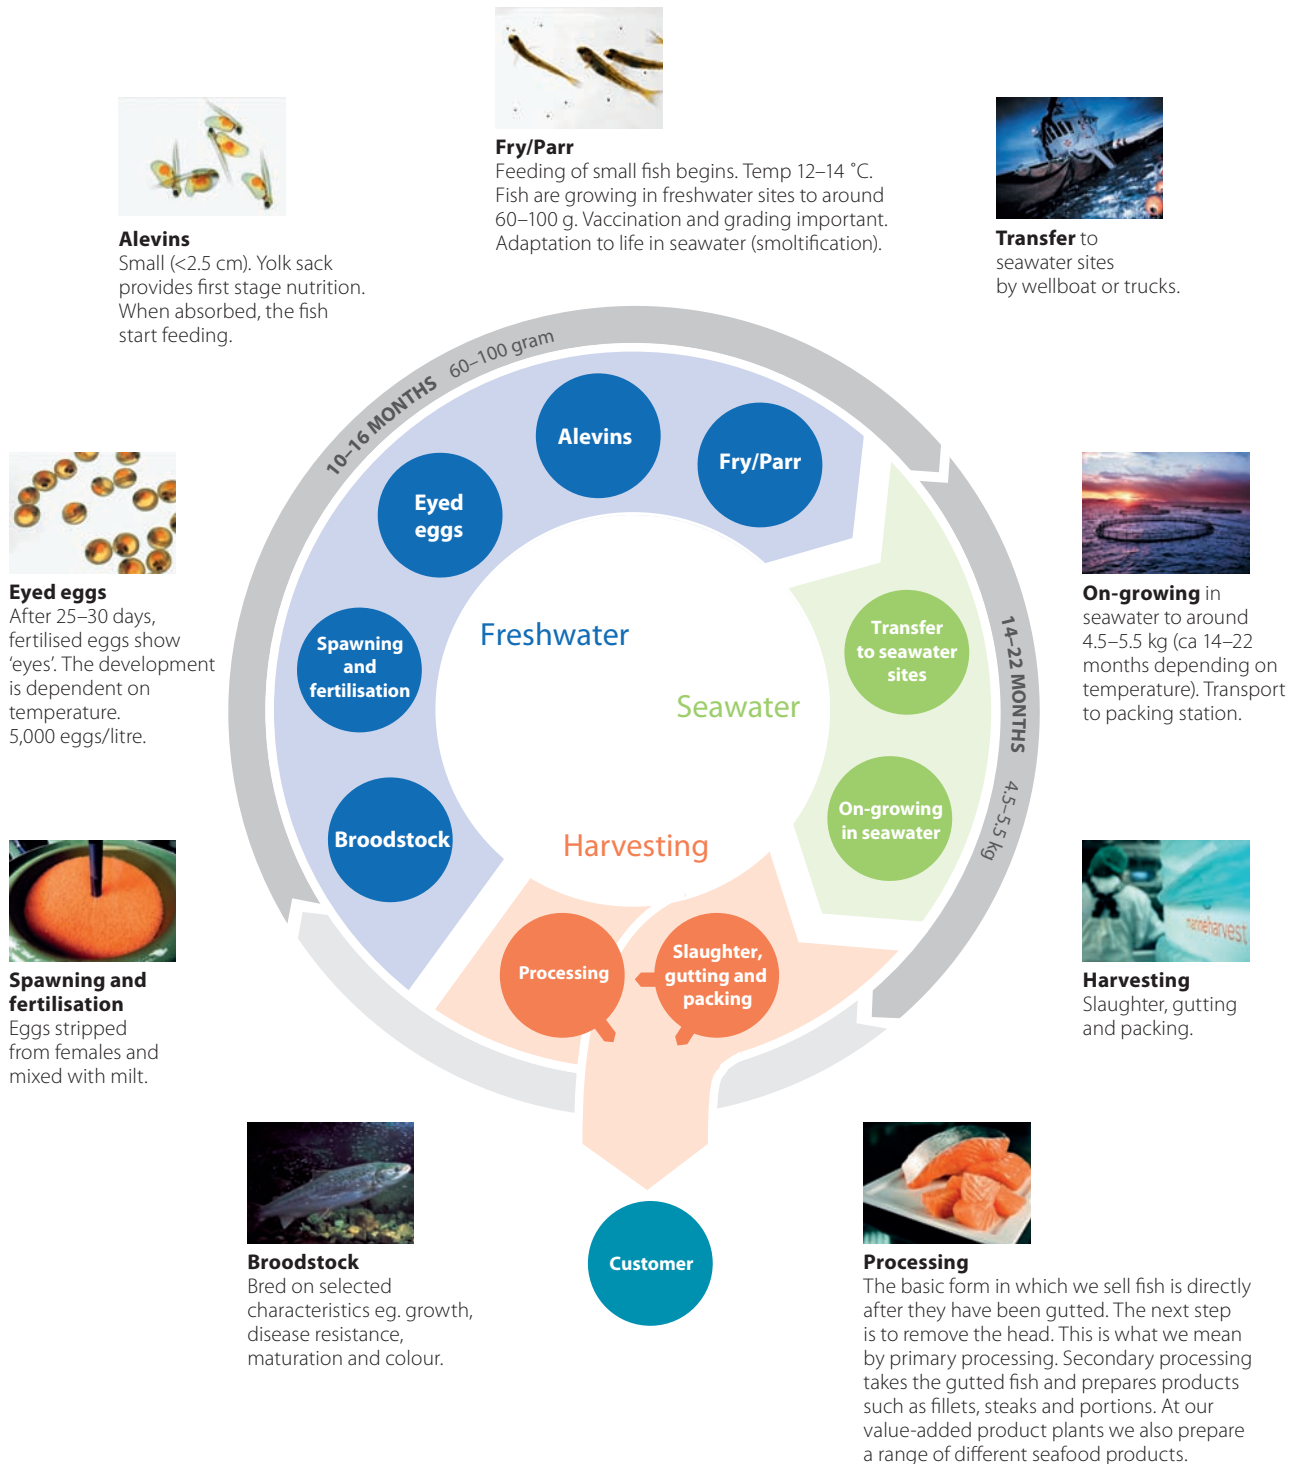 Fry/Parr
Feeding of small fish begins. Temp 12–14 ˚C.
Fish are growing in freshwater sites to around
60–100 g. Vaccination and grading important.
Adaptation to life in seawater (smoltification).
Alevins
Small (<2.5 cm). Yolk sack
provides first stage nutrition.
When absorbed, the fish
start feeding.
Transfer to
seawater sites
by wellboat or trucks.
10–16 MONTHS 60–100 gram
Alevins
Fry/Parr
Eyed
eggs
Spawning
and
fertilisation
Broodstock
Freshwater
Seawater
Harvesting
Transfer
to seawater
sites
On-growing
in seawater
14–22 MONTHS 4.5–5.5 kg
Processing
Slaughter,
gutting and
packing
Customer
Eyed eggs
After 25–30 days,
fertilised eggs show
‘eyes’. The development
is dependent on
temperature.
5,000 eggs/litre.
On-growing in
seawater to around
4.5–5.5 kg (ca 14–22
months depending on
temperature). Transport
to packing station.
Spawning and
fertilisation
Eggs stripped
from females and
mixed with milt.
marineharvest
Harvesting
Slaughter, gutting
and packing.
Broodstock
Bred on selected
characteristics eg. growth,
disease resistance,
maturation and colour.
Processing
The basic form in which we sell fish is directly
after they have been gutted. The next step
is to remove the head. This is what we mean
by primary processing. Secondary processing
takes the gutted fish and prepares products
such as fillets, steaks and portions. At our
value-added product plants we also prepare
a range of different seafood products.